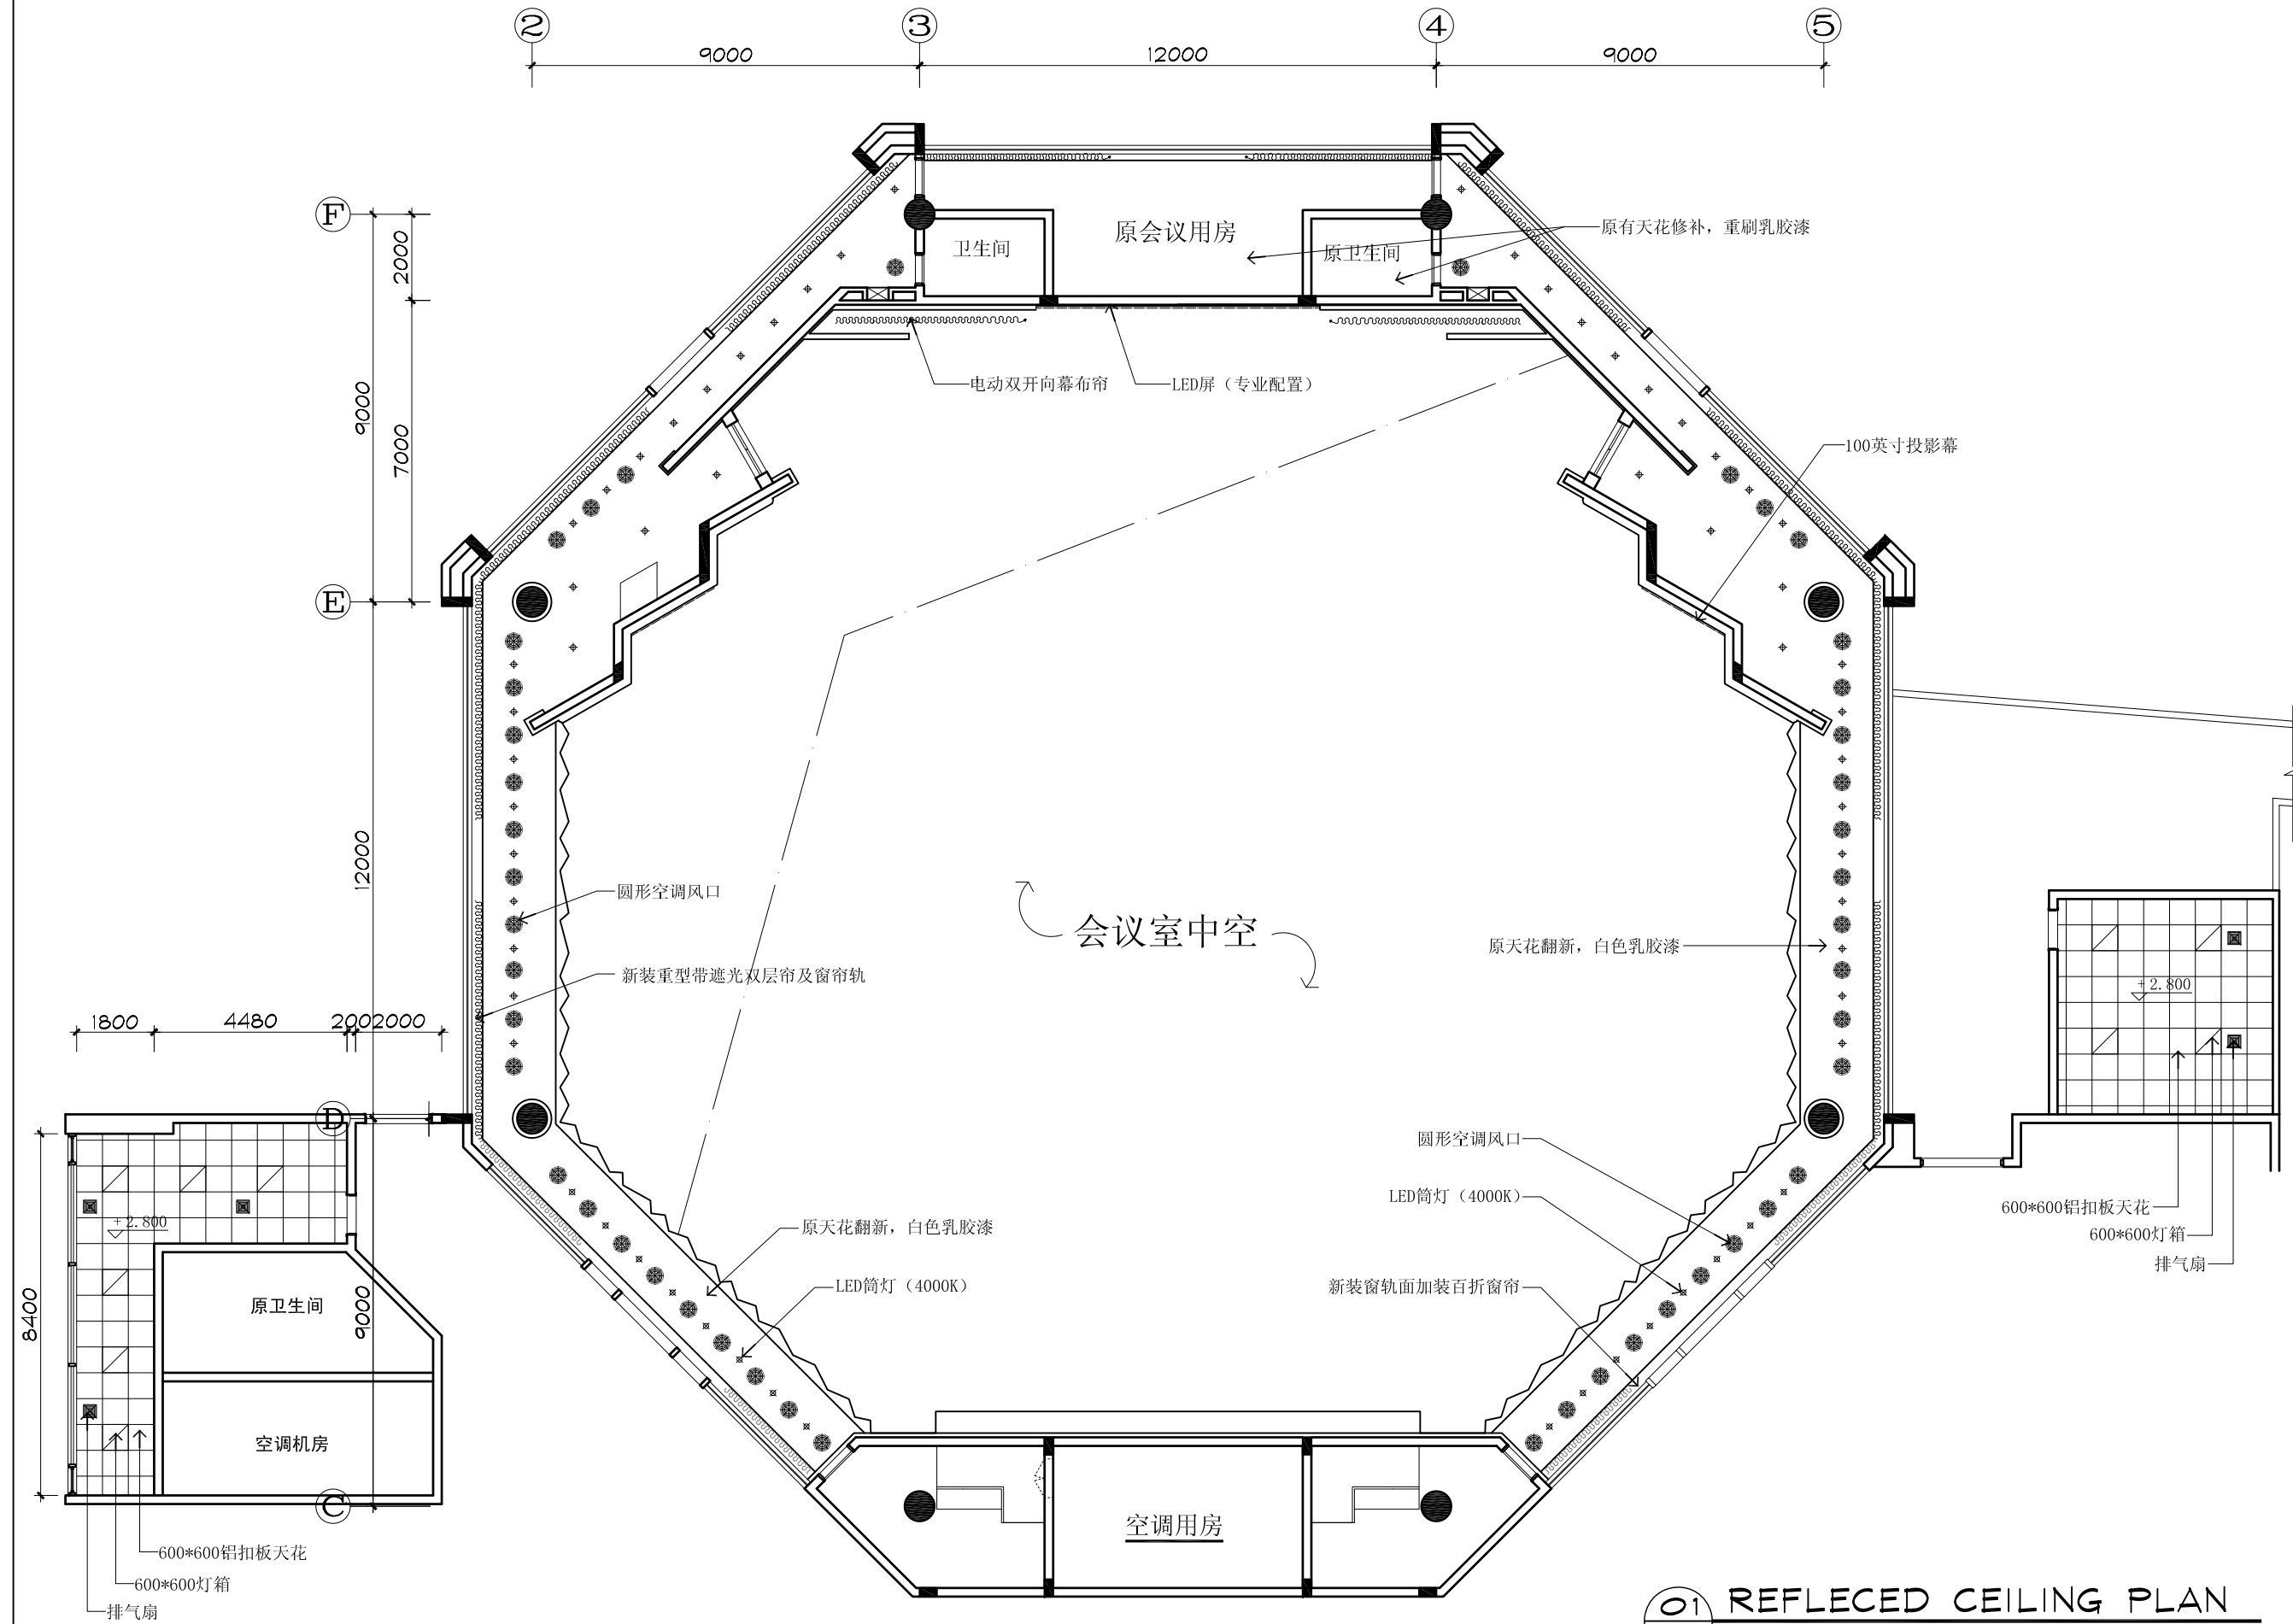 2
3
4
5
9000
12000
9000
F
2000
卫生间
原会议用房
原卫生间
原有天花修补，重刷乳胶漆
9000
7000
电动双开向幕布帘
LED屏（专业配置）
100英寸投影幕
E
12000
圆形空调风口
会议室中空
原天花翻新，白色乳胶漆
新装重型带遮光双层帘及窗帘轨
+2.800
1800
4480
200
2000
D
圆形空调风口
LED筒灯（4000K）
600*600铝扣板天花
600*600灯箱
排气扇
+2.800
原天花翻新，白色乳胶漆
LED筒灯（4000K）
新装窗轨面加装百折窗帘
8400
原卫生间
9000
空调机房
C
空调用房
600*600铝扣板天花
600*600灯箱
排气扇
01 REFLECED CEILING PLAN